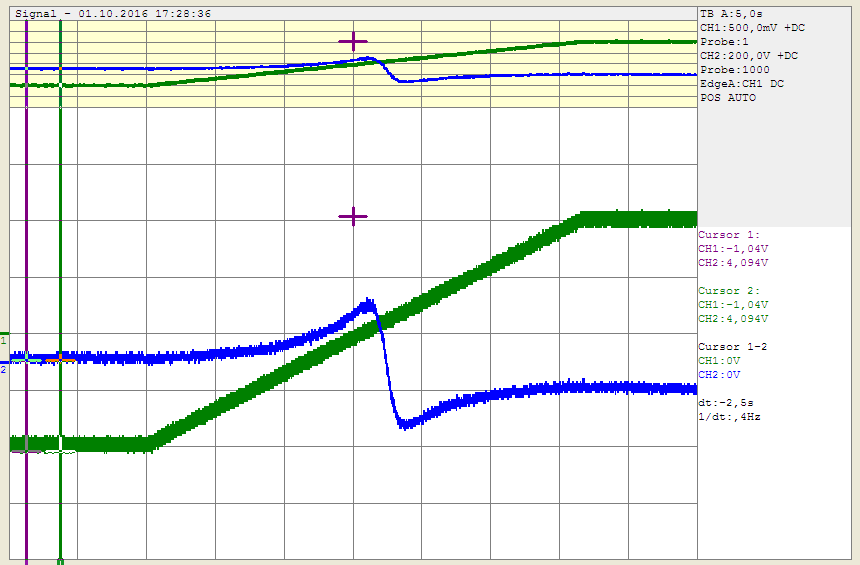 Signal - 01.10.2016 17:28:36
TB A:5,0s
CH1:500,0mV +DC
Probe:1
CH2:200,0V +DC
Probe:1000
EdgeA:CH1 DC
POS AUTO
Cursor 1:
CH1:-1,04V
CH2:4,094V
Cursor 2:
CH1:-1,04V
CH2:4,094V
Cursor 1-2
CH1:0V
CH2:0V
dt:-2,5s
1/dt:,4Hz
1
2